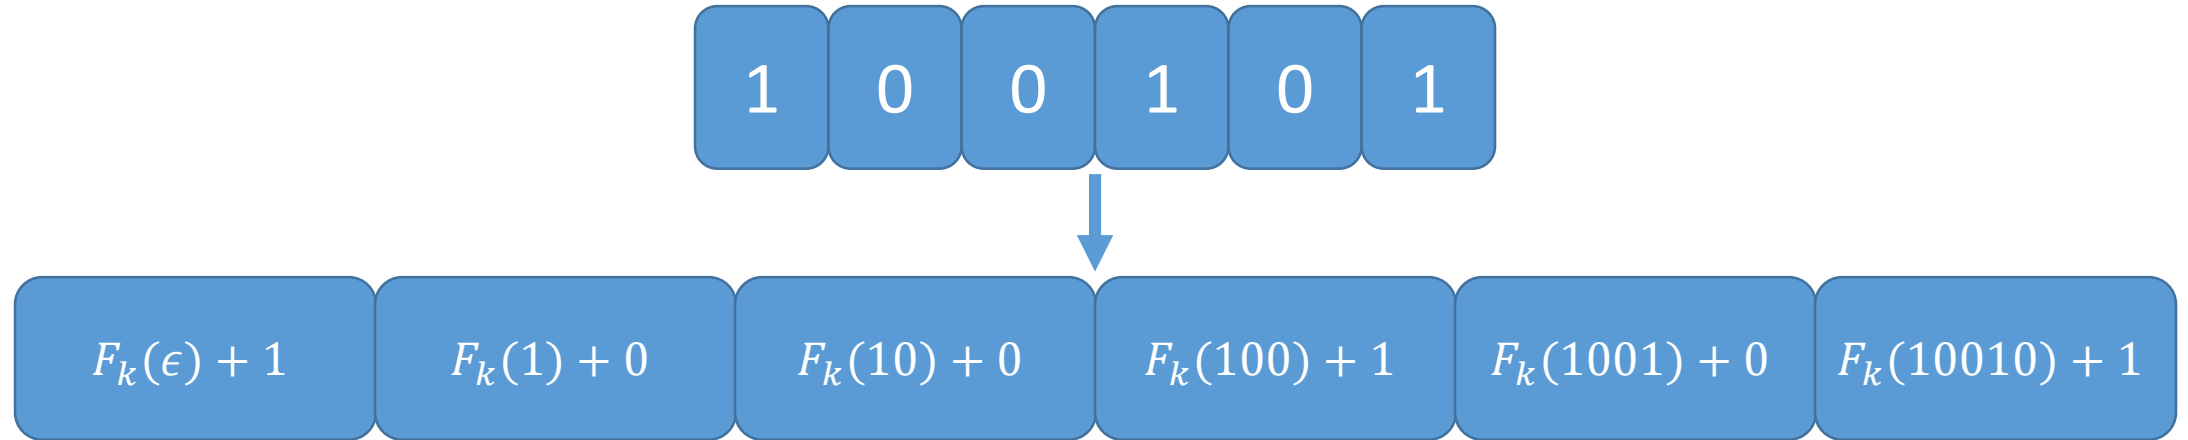 1 0 0 1 0 1
F_k(ϵ) + 1 F_k(1) + 0 F_k(10) + 0 F_k(100) + 1 F_k(1001) + 0 F_k(10010) + 1